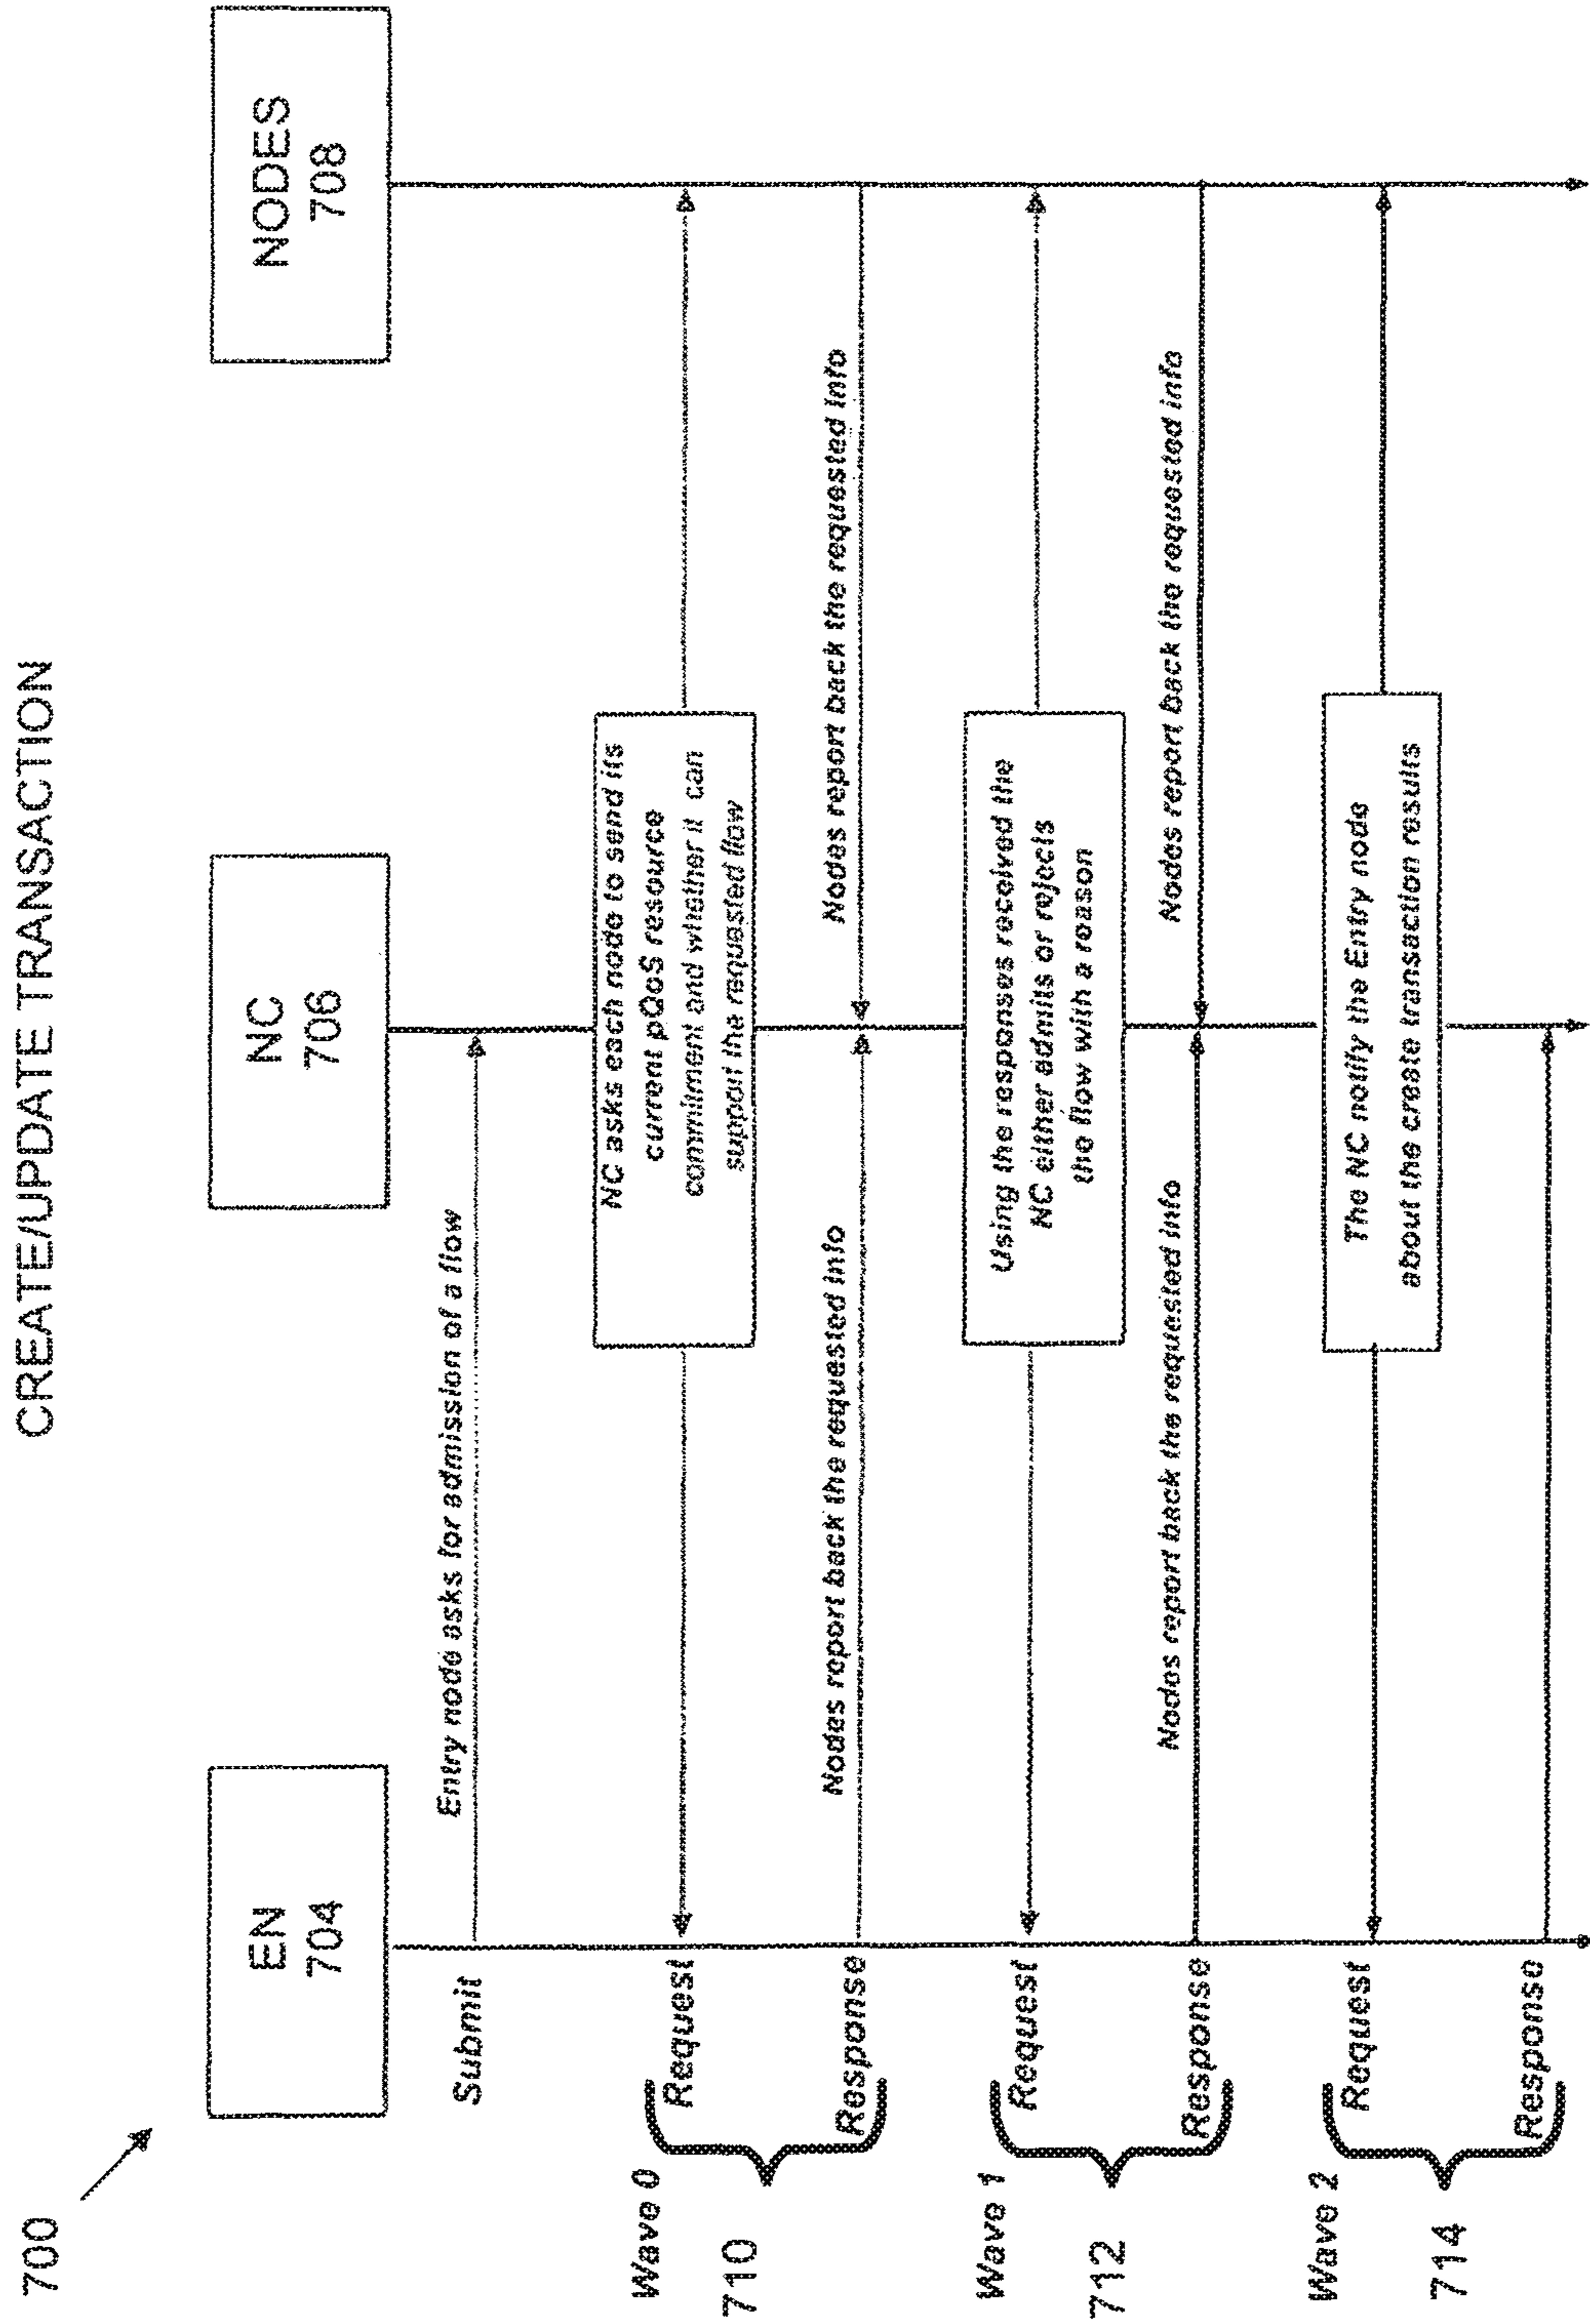 CREATE/UPDATE TRANSACTION
700
EN
704
NC
706
NODES
708
Submit
Entry node asks for admission of a flow
Wave 0
710
Request
NC asks each node to send its
current pQoS resource
commitment and whether it can
support the requested flow
Response
Nodes report back the requested info
Nodes report back the requested info
Wave 1
712
Request
Using the responses received the
NC either admits or rejects
the flow with a reason
Response
Nodes report back the requested info
Nodes report back the requested info
Wave 2
714
Request
The NC notify the Entry node
about the create transaction results
Response